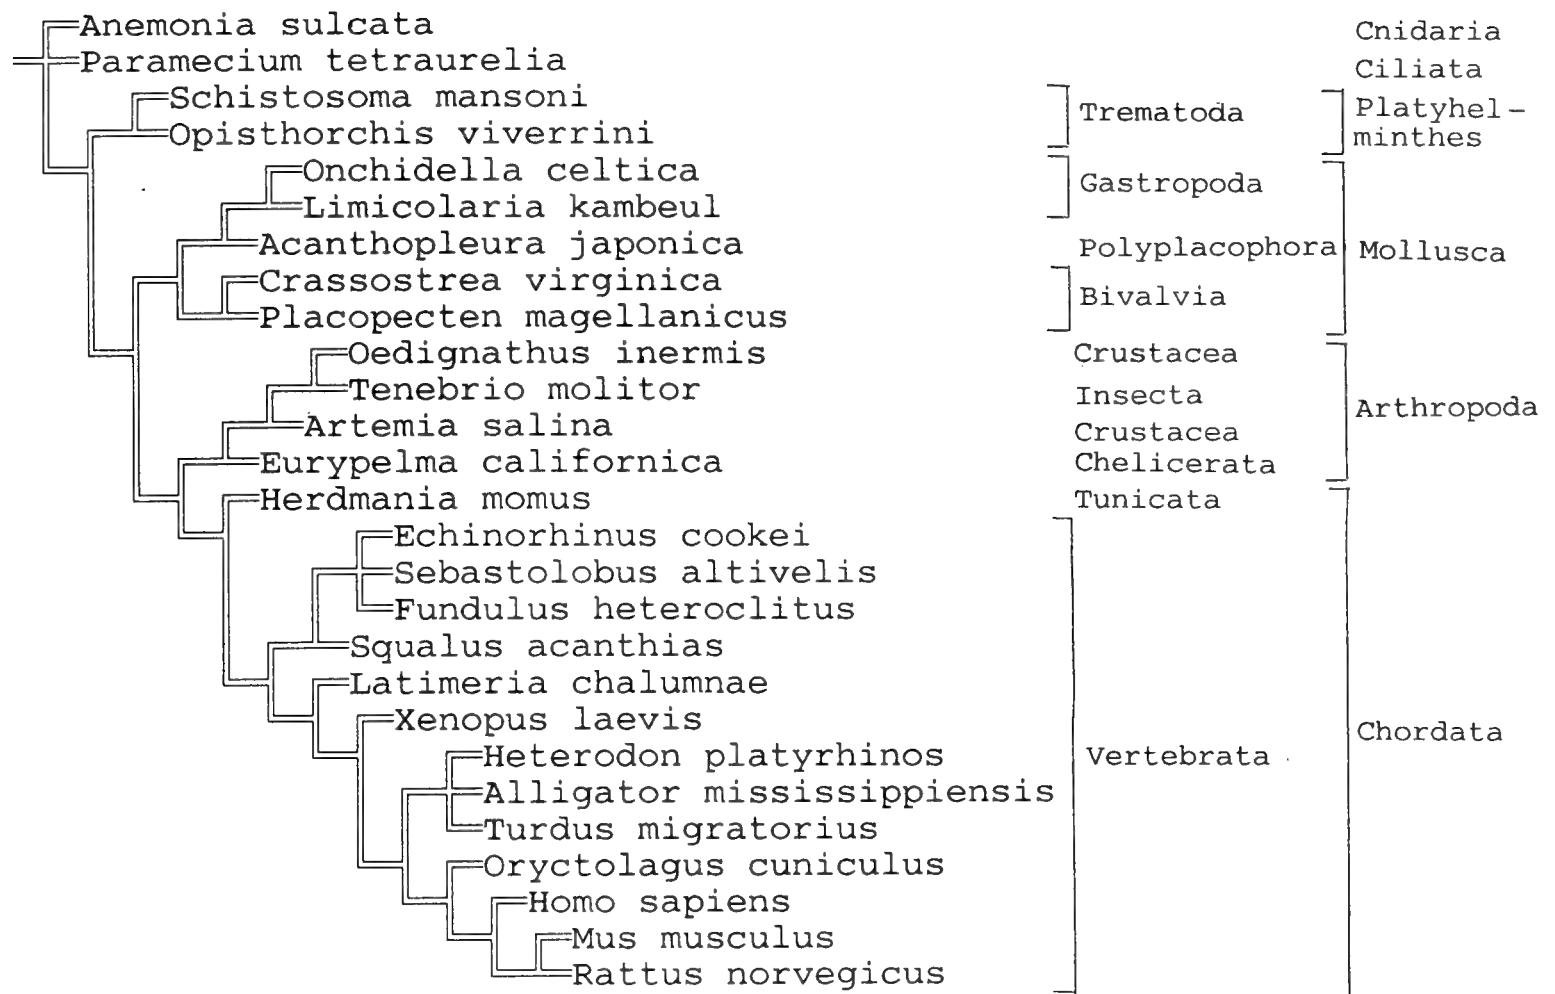 Anemonia sulcata
Cnidaria
Paramecium tetraurelia
Ciliata
Schistosoma mansoni
Trematoda
Platyhel-
minthes
Opisthorchis viverrini
Onchidella celtica
Gastropoda
Limicolaria kambeul
Acanthopleura japonica
Polyplacophora
Mollusca
Crassostrea virginica
Bivalvia
Placopecten magellanicus
Oedignathus inermis
Crustacea
Tenebrio molitor
Insecta
Arthropoda
Artemia salina
Crustacea
Eurypelma californica
Chelicerata
Herdmania momus
Tunicata
Echinorhinus cookei
Sebastolobus altivelis
Fundulus heteroclitus
Squalus acanthias
Latimeria chalumnae
Xenopus laevis
Chordata
Heterodon platyrhinos
Vertebrata
Alligator mississippiensis
Turdus migratorius
Oryctolagus cuniculus
Homo sapiens
Mus musculus
Rattus norvegicus